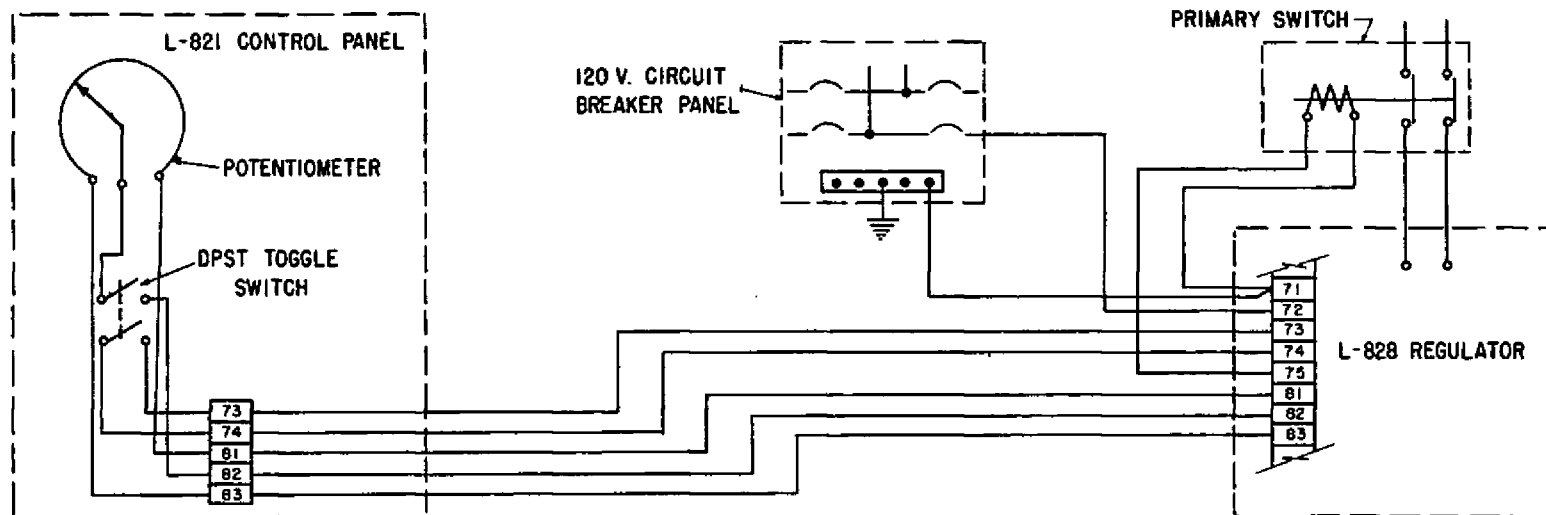 L-821 CONTROL PANEL
POTENTIOMETER
DPST TOGGLE
SWITCH
73
74
81
82
83
120 V. CIRCUIT
BREAKER PANEL
PRIMARY SWITCH
71
72
73
74
75
81
82
83
L-828 REGULATOR